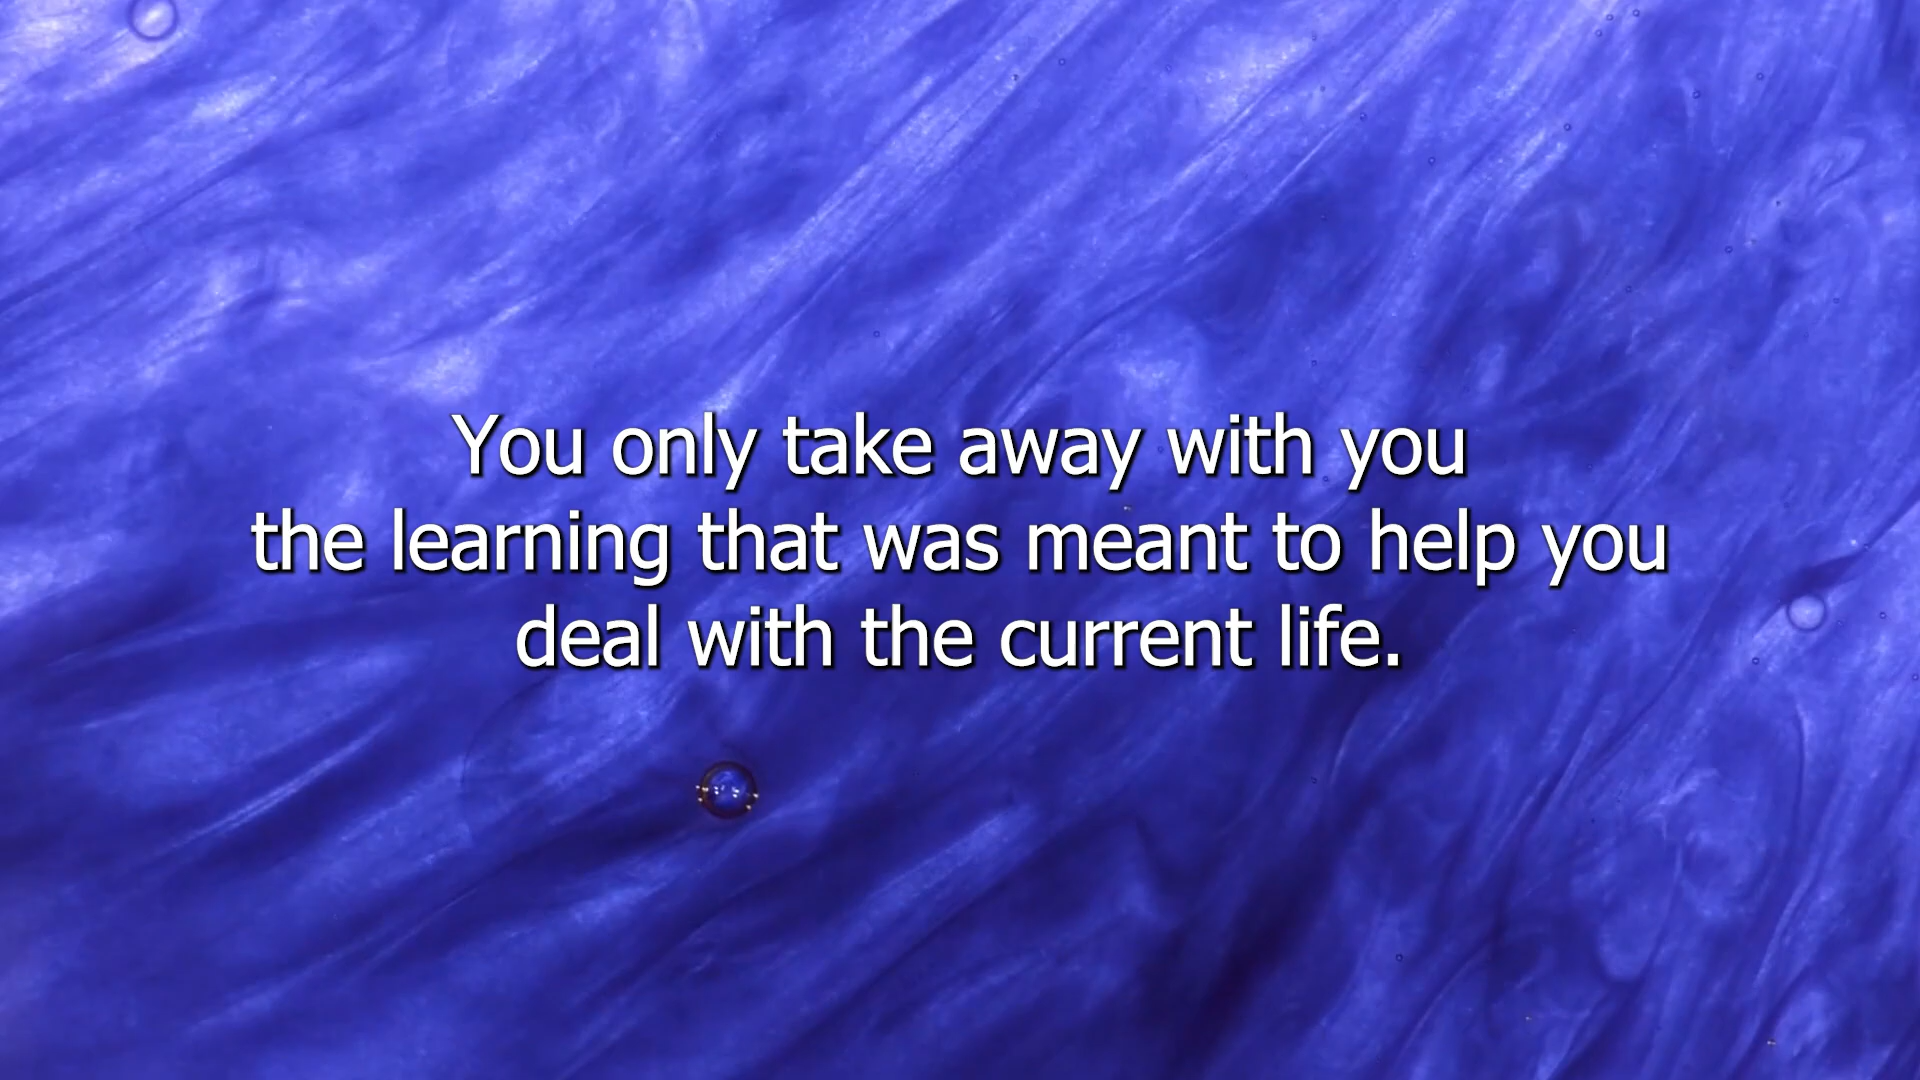 You only take away with you
the learning that was meant to help you
deal with the current life.